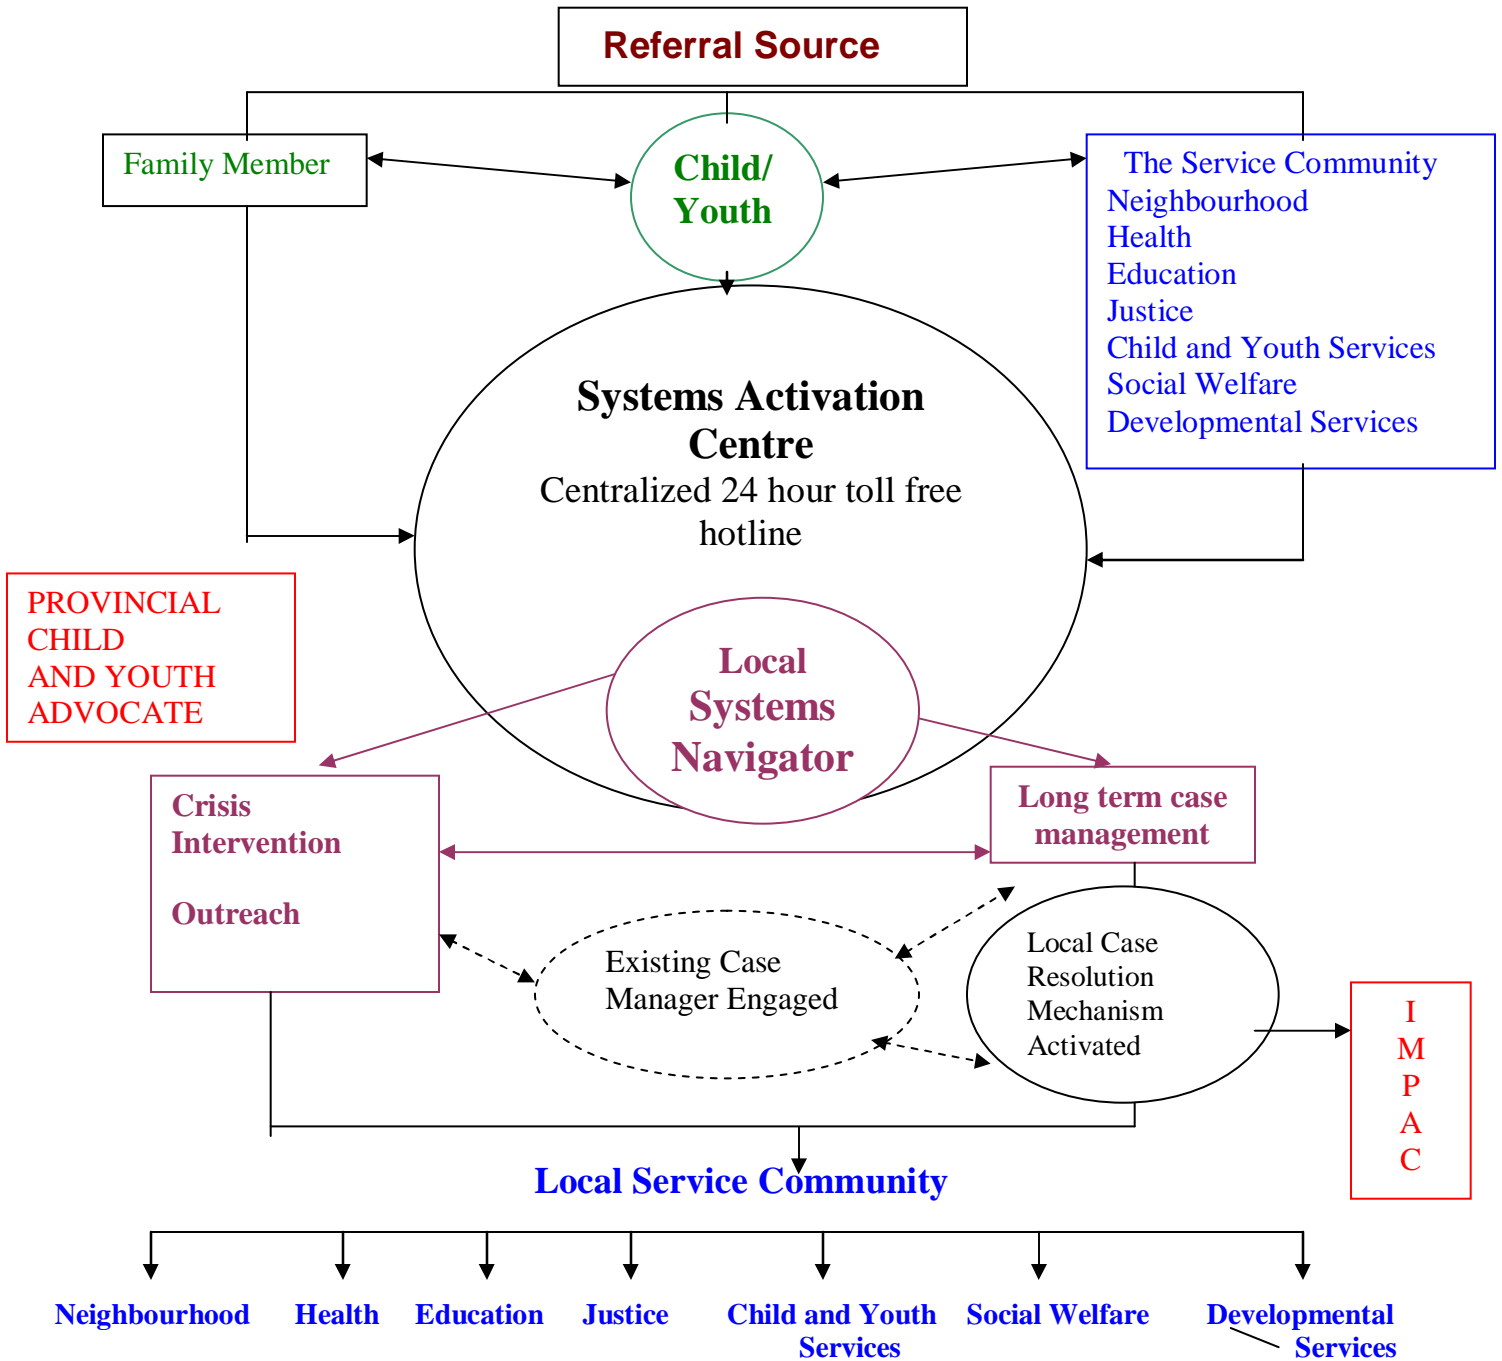 Referral Source
Family Member
Child/
Youth
The Service Community
Neighbourhood
Health
Education
Justice
Child and Youth Services
Social Welfare
Developmental Services
Systems Activation
Centre
Centralized 24 hour toll free
hotline
PROVINCIAL
CHILD
AND YOUTH
ADVOCATE
Local
Systems
Navigator
Crisis
Intervention
Outreach
Long term case
management
Existing Case
Manager Engaged
Local Case
Resolution
Mechanism
Activated
I
M
P
A
C
Local Service Community
Neighbourhood
Health
Education
Justice
Child and Youth
Services
Social Welfare
Developmental
Services